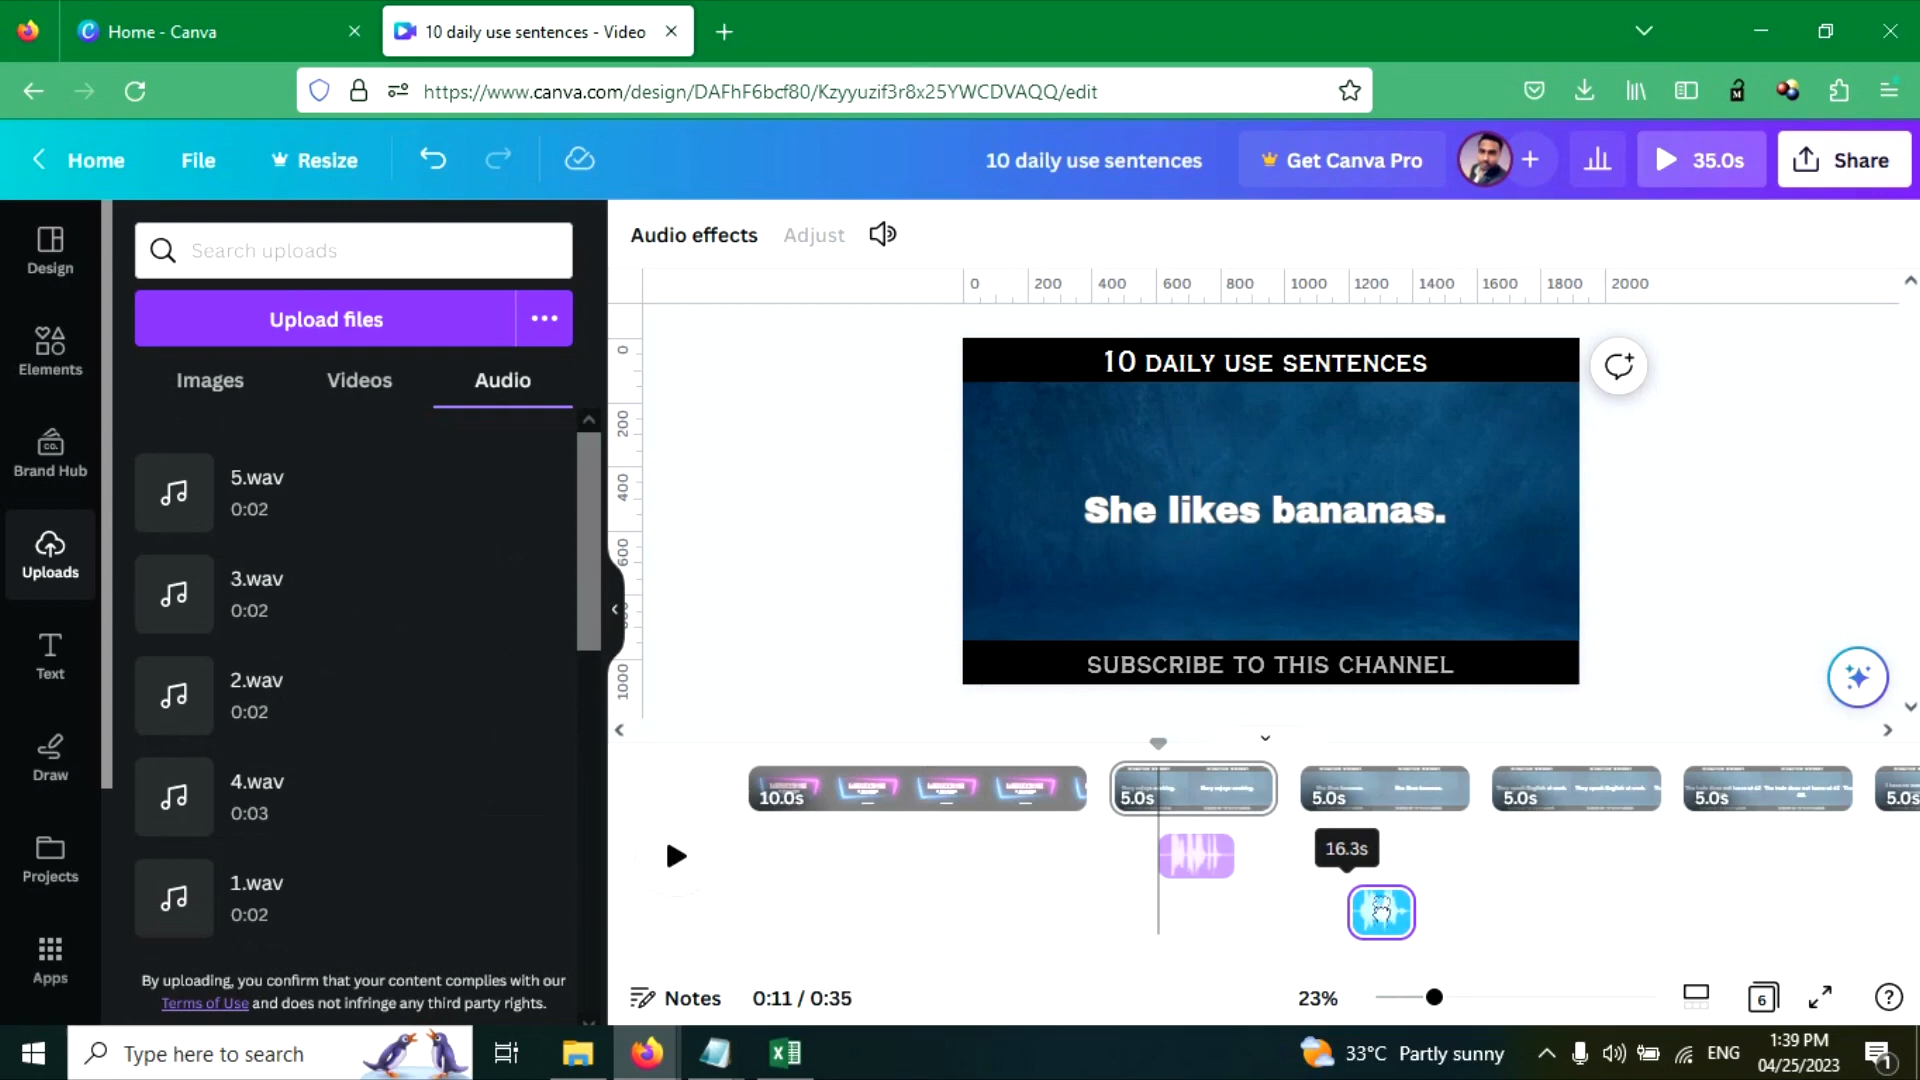 Home - Canva
10 daily use sentences - Video
https://www.canva.com/design/DAFhF6bcf80/Kzyyuzif3r8x25YWCDVAQQ/edit
Home
File
Resize
10 daily use sentences
Get Canva Pro
35.0s
Share
Design
Elements
Brand Hub
Uploads
Text
Draw
Projects
Apps
Search uploads
Upload files
Images
Videos
Audio
5.wav
0:02
3.wav
0:02
2.wav
0:02
4.wav
0:03
1.wav
0:02
By uploading, you confirm that your content complies with our
Terms of Use and does not infringe any third party rights.
Audio effects
Adjust
0 200 400 600 800 1000 1200 1400 1600 1800 2000
0
200
400
600
1000
10 DAILY USE SENTENCES
She likes bananas.
SUBSCRIBE TO THIS CHANNEL
10.0s
5.0s
5.0s
5.0s
5.0s
5.0s
16.3s
Notes
0:11 / 0:35
23%
6
Type here to search
33°C Partly sunny
ENG
1:39 PM
04/25/2023
1